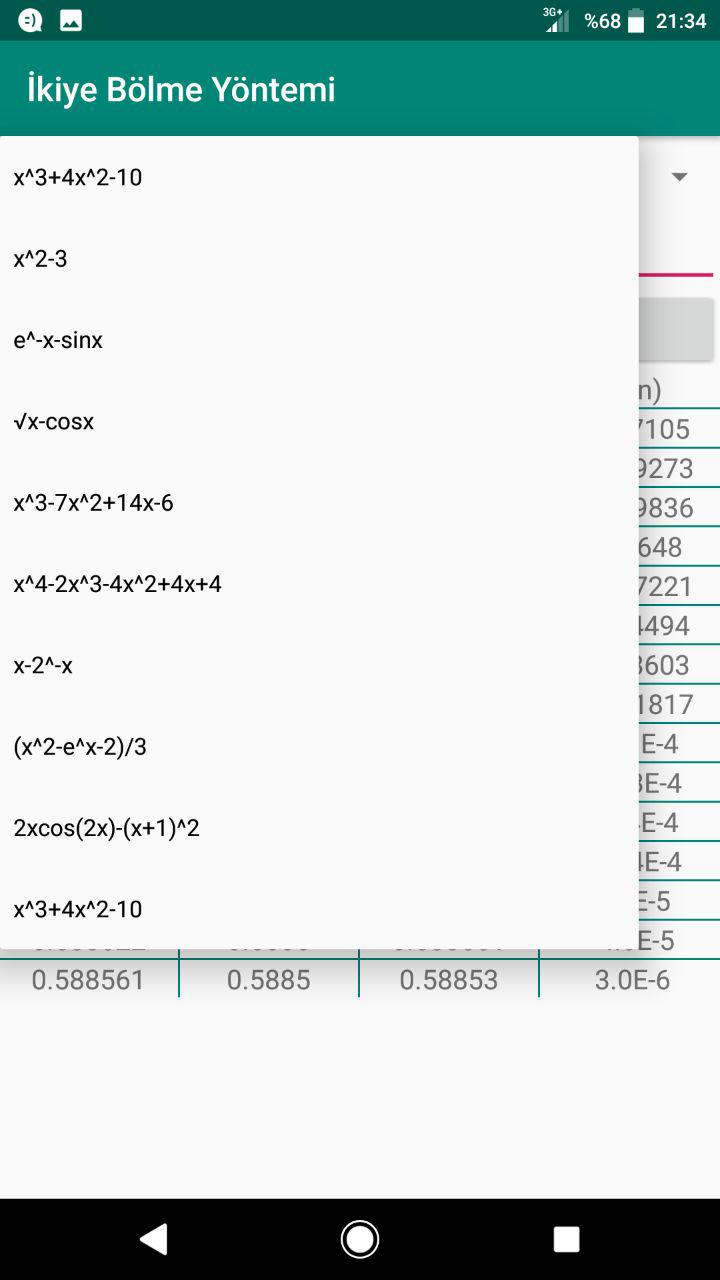 3G+ %68 21:34
İkiye Bölme Yöntemi
x^3+4x^2-10
x^2-3
e^-x-sinx
√x-cosx
x^3-7x^2+14x-6
x^4-2x^3-4x^2+4x+4
x-2^-x
(x^2-e^x-2)/3
2xcos(2x)-(x+1)^2
x^3+4x^2-10
n)
7105
9273
9836
648
7221
4494
3603
1817
E-4
3E-4
E-4
4E-4
E-5
E-5
0.588561 0.5885 0.58853 3.0E-6